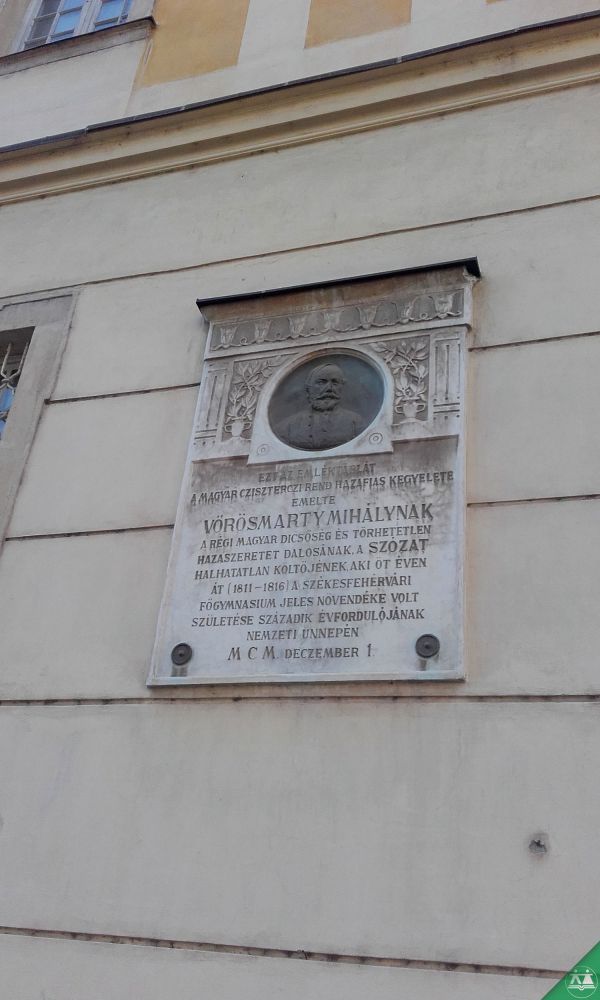 EZT AZ EMLÉKTÁBLÁT
A MAGYAR CZISZTERCZI REND HAZAFIAS KEGYELETE
EMELTE
VÖRÖSMARTY MIHÁLYNAK
A RÉGI MAGYAR DICSŐSÉG ÉS TÖRHETETLEN
HAZASZERETET DALOSÁNAK, A SZÓZAT
HALHATATLAN KÖLTŐJÉNEK, AKI ÖT ÉVEN
ÁT (1811-1816) A SZÉKESFEHÉRVÁRI
FŐGYMNASIUM JELES NÖVENDÉKE VOLT
SZÜLETÉSE SZÁZADIK ÉVFORDULÓJÁNAK
NEMZETI ÜNNEPÉN
MCM. DECZEMBER 1.